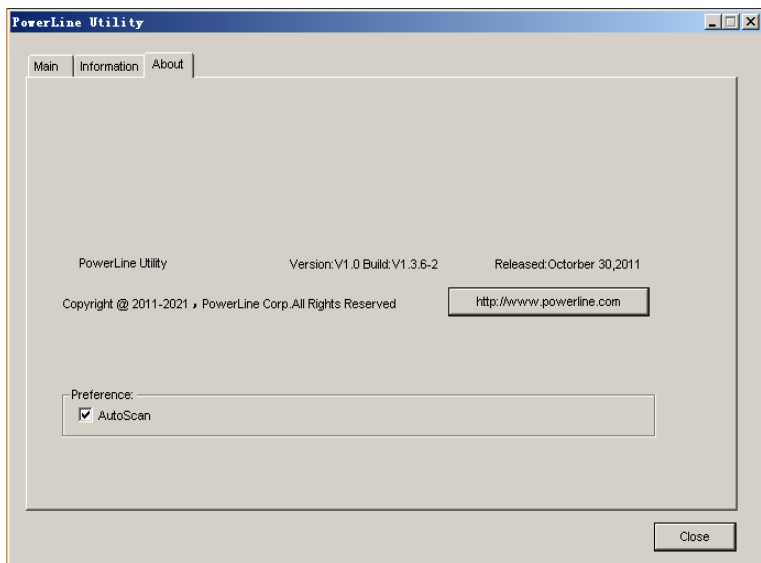 PowerLine Utility
Main Information About
PowerLine Utility Version:V1.0 Build:V1.3.6-2 Released:Octorber 30,2011
Copyright @ 2011-2021，PowerLine Corp.All Rights Reserved http://www.powerline.com
Preference:
AutoScan
Close